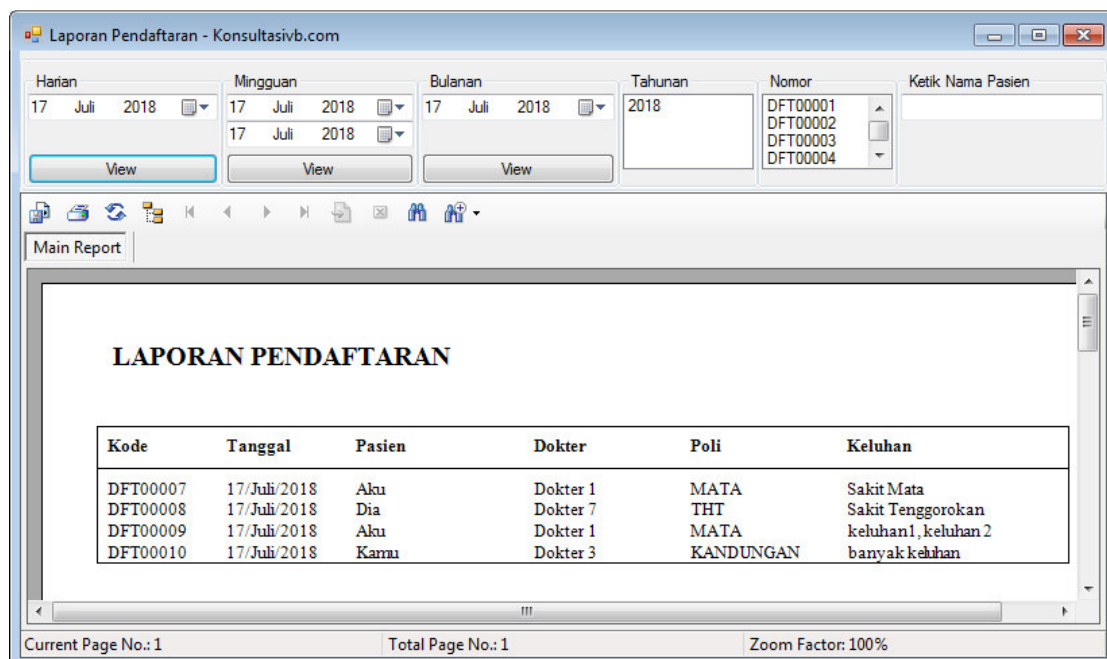 Laporan Pendaftaran - Konsultasivb.com
Harian Mingguan Bulanan Tahunan Nomor Ketik Nama Pasien
17 Juli 2018 17 Juli 2018 17 Juli 2018 2018 DFT00001
17 Juli 2018 DFT00002
DFT00003
View View View DFT00004
Main Report
LAPORAN PENDAFTARAN
Kode Tanggal Pasien Dokter Poli Keluhan
DFT00007 17/Juli/2018 Aku Dokter 1 MATA Sakit Mata
DFT00008 17/Juli/2018 Dia Dokter 7 THT Sakit Tenggorokan
DFT00009 17/Juli/2018 Aku Dokter 1 MATA keluhan1, keluhan 2
DFT00010 17/Juli/2018 Kamu Dokter 3 KANDUNGAN banyak keluhan
Current Page No.: 1 Total Page No.: 1 Zoom Factor: 100%